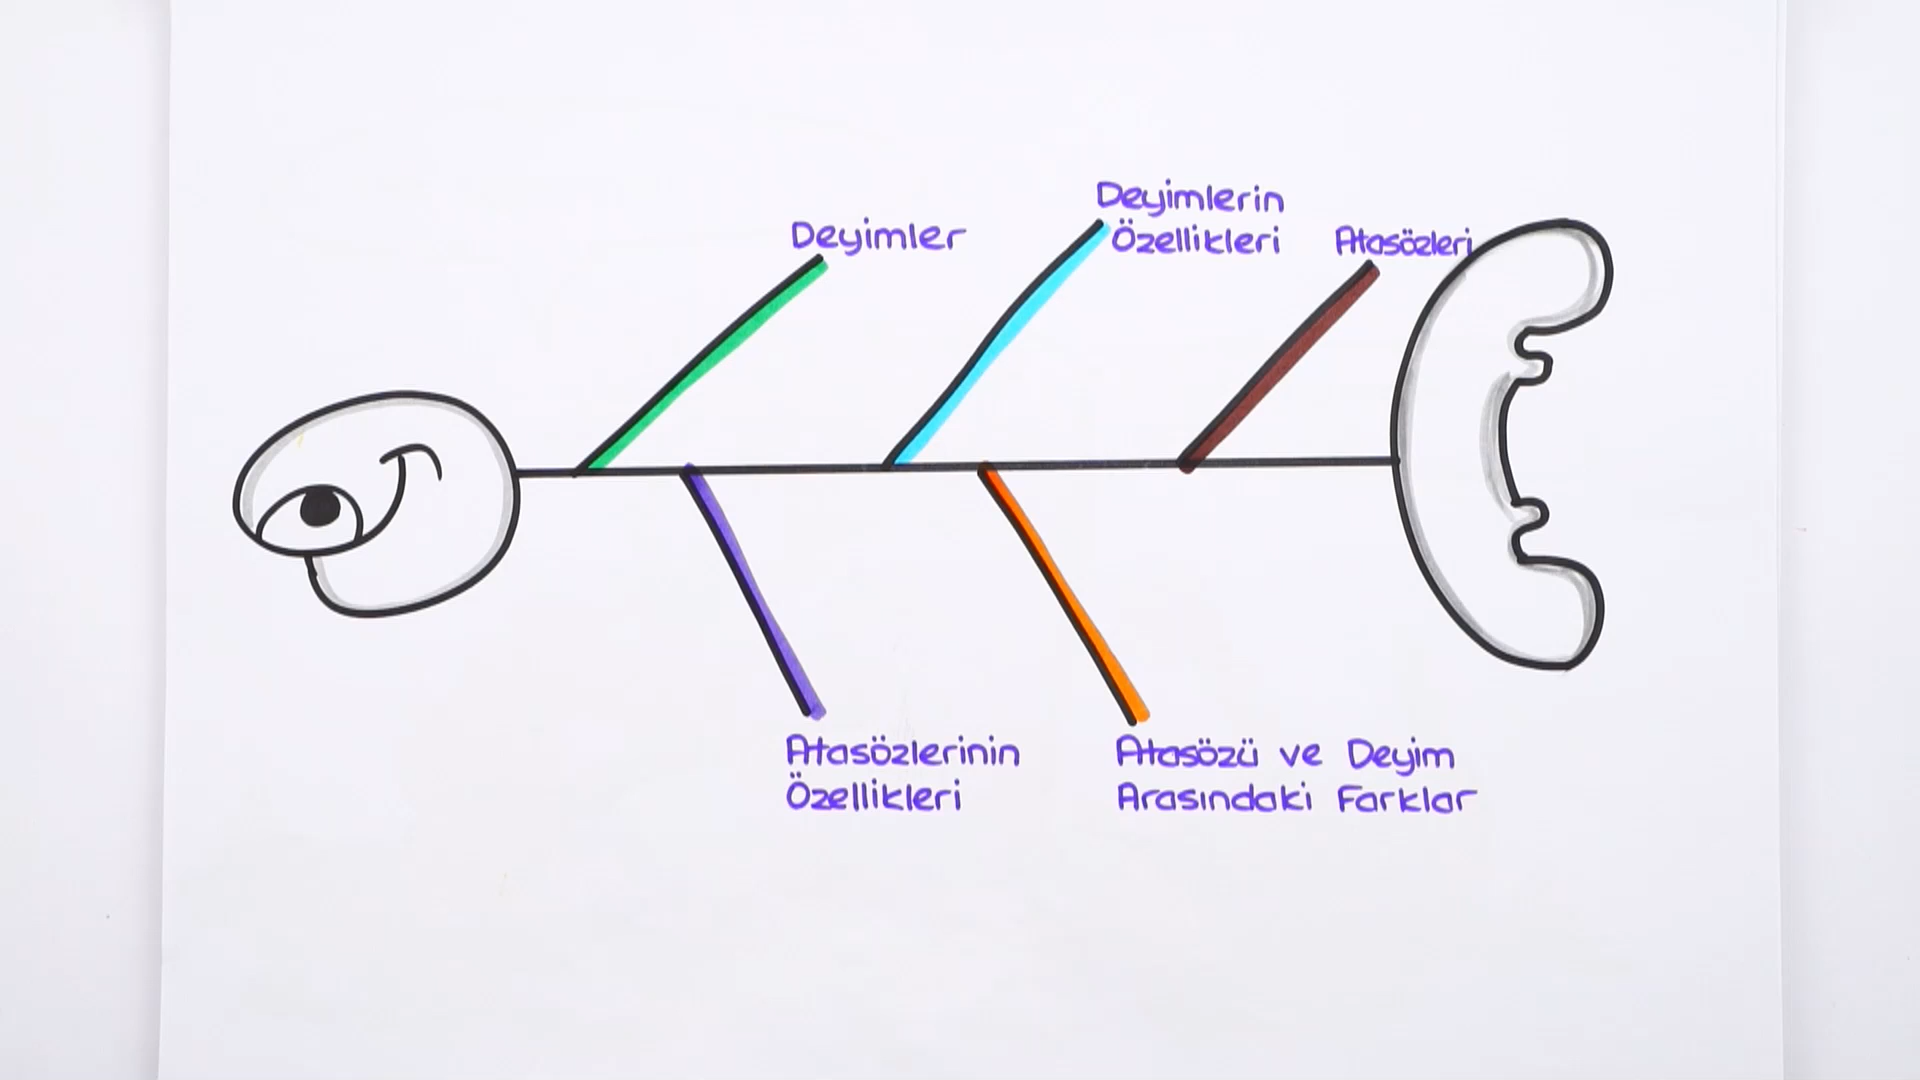 Deyimler
Deyimlerin
Özellikleri
Atasözleri
Atasözlerinin
Özellikleri
Atasözü ve Deyim
Arasındaki Farklar